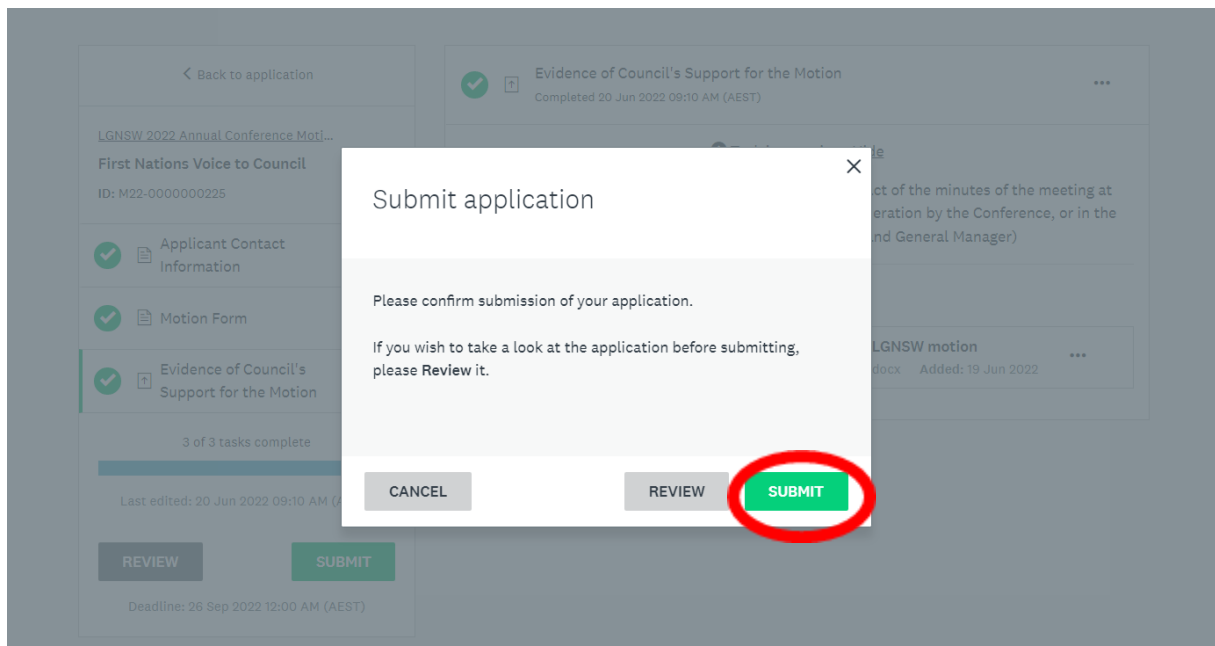 Back to application
LGNSW 2022 Annual Conference Moti...
First Nations Voice to Council
ID: M22-0000000225
Applicant Contact
Information
Motion Form
Evidence of Council's
Support for the Motion
3 of 3 tasks complete
Last edited: 20 Jun 2022 09:10 AM
REVIEW
SUBMIT
Deadline: 26 Sep 2022 12:00 AM (AEST)
Evidence of Council's Support for the Motion
Completed 20 Jun 2022 09:10 AM (AEST)
...
ct of the minutes of the meeting at
eration by the Conference, or in the
nd General Manager)
LGNSW motion
docx Added: 19 Jun 2022
...
Submit application
Please confirm submission of your application.
If you wish to take a look at the application before submitting,
please Review it.
CANCEL
REVIEW
SUBMIT